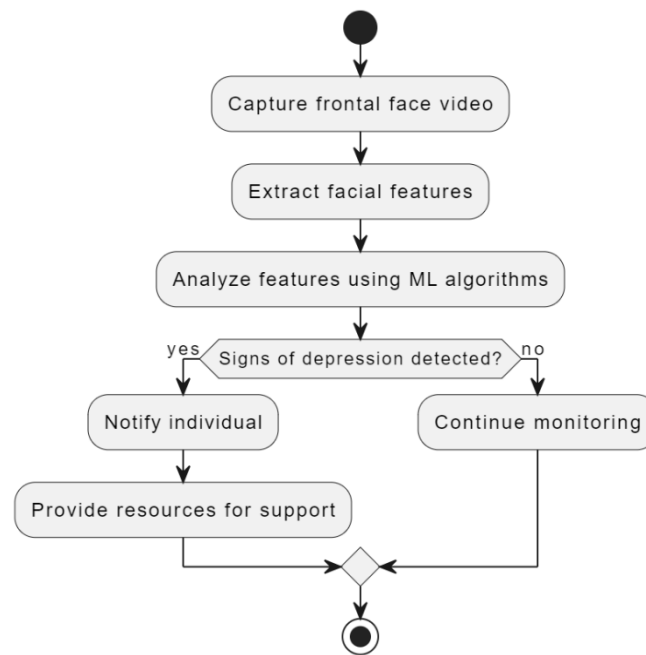 Capture frontal face video
Extract facial features
Analyze features using ML algorithms
yes
Signs of depression detected?
no
Notify individual
Continue monitoring
Provide resources for support